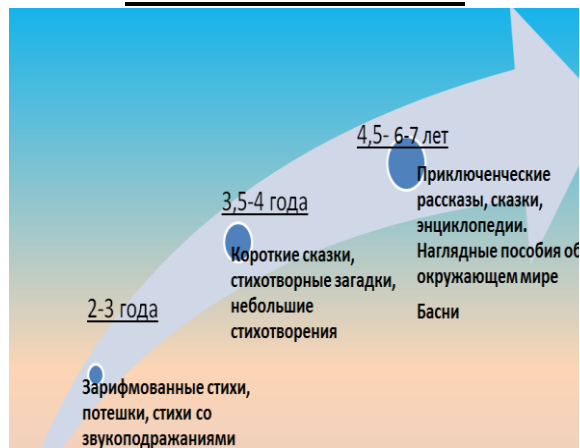 4,5- 6-7 лет
Приключенческие
рассказы, сказки,
энциклопедии.
Наглядные пособия об
окружающем мире
Басни
3,5-4 года
Короткие сказки,
стихотворные загадки,
небольшие
стихотворения
2-3 года
Зарифмованные стихи,
потешки, стихи со
звукоподражаниями